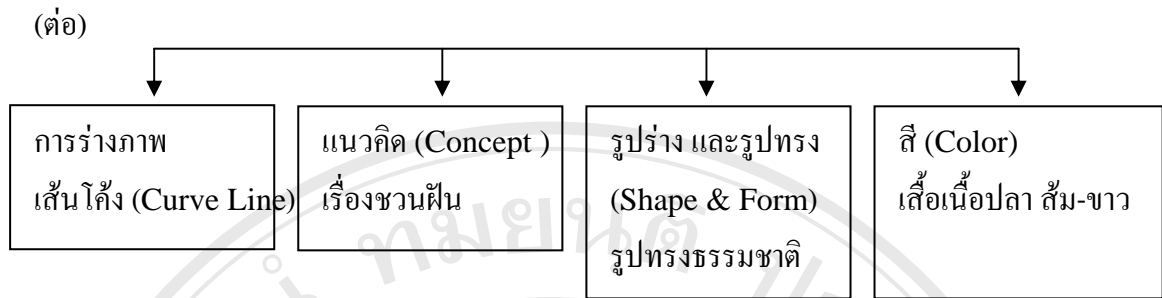 (ต่อ)
การร่างภาพ
เส้นโค้ง (Curve Line)
แนวคิด (Concept )
เรื่องชวนฝัน
รูปร่าง และรูปทรง
(Shape & Form)
รูปทรงธรรมชาติ
สี (Color)
เสื้อเนื้อปลา ส้ม-ขาว